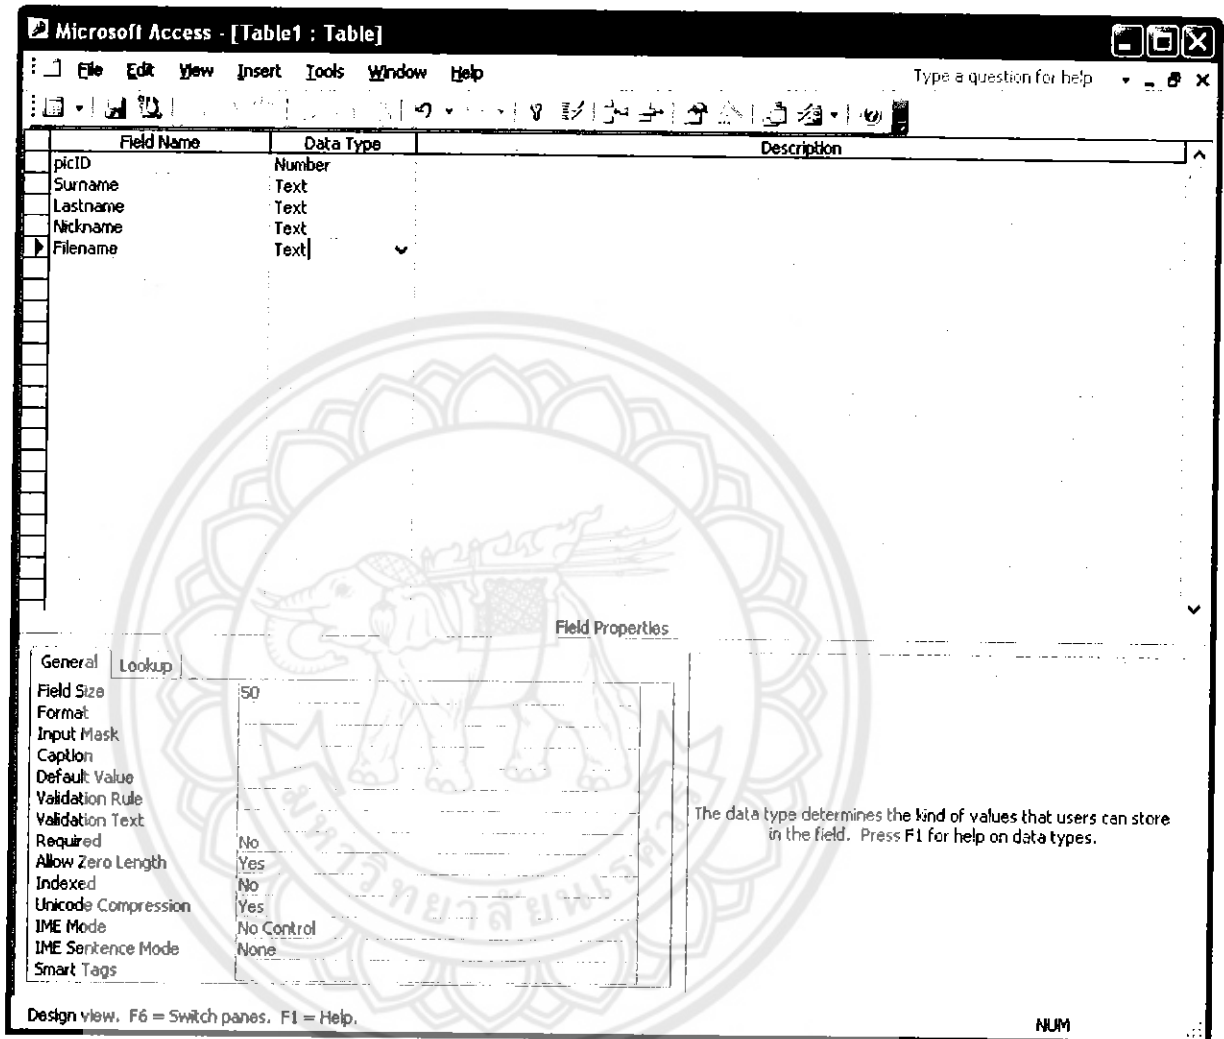 Microsoft Access - [Table1 : Table]
File Edit View Insert Tools Window Help Type a question for help
Field Name Data Type Description
picID Number
Surname Text
Lastname Text
Nickname Text
Filename Text
Field Properties
General Lookup
Field Size 50
Format
Input Mask
Caption
Default Value
Validation Rule
Validation Text
Required No
Allow Zero Length Yes
Indexed No
Unicode Compression Yes
IME Mode No Control
IME Sentence Mode None
Smart Tags
The data type determines the kind of values that users can store
in the field. Press F1 for help on data types.
Design view. F6 = Switch panes. F1 = Help.
NUM